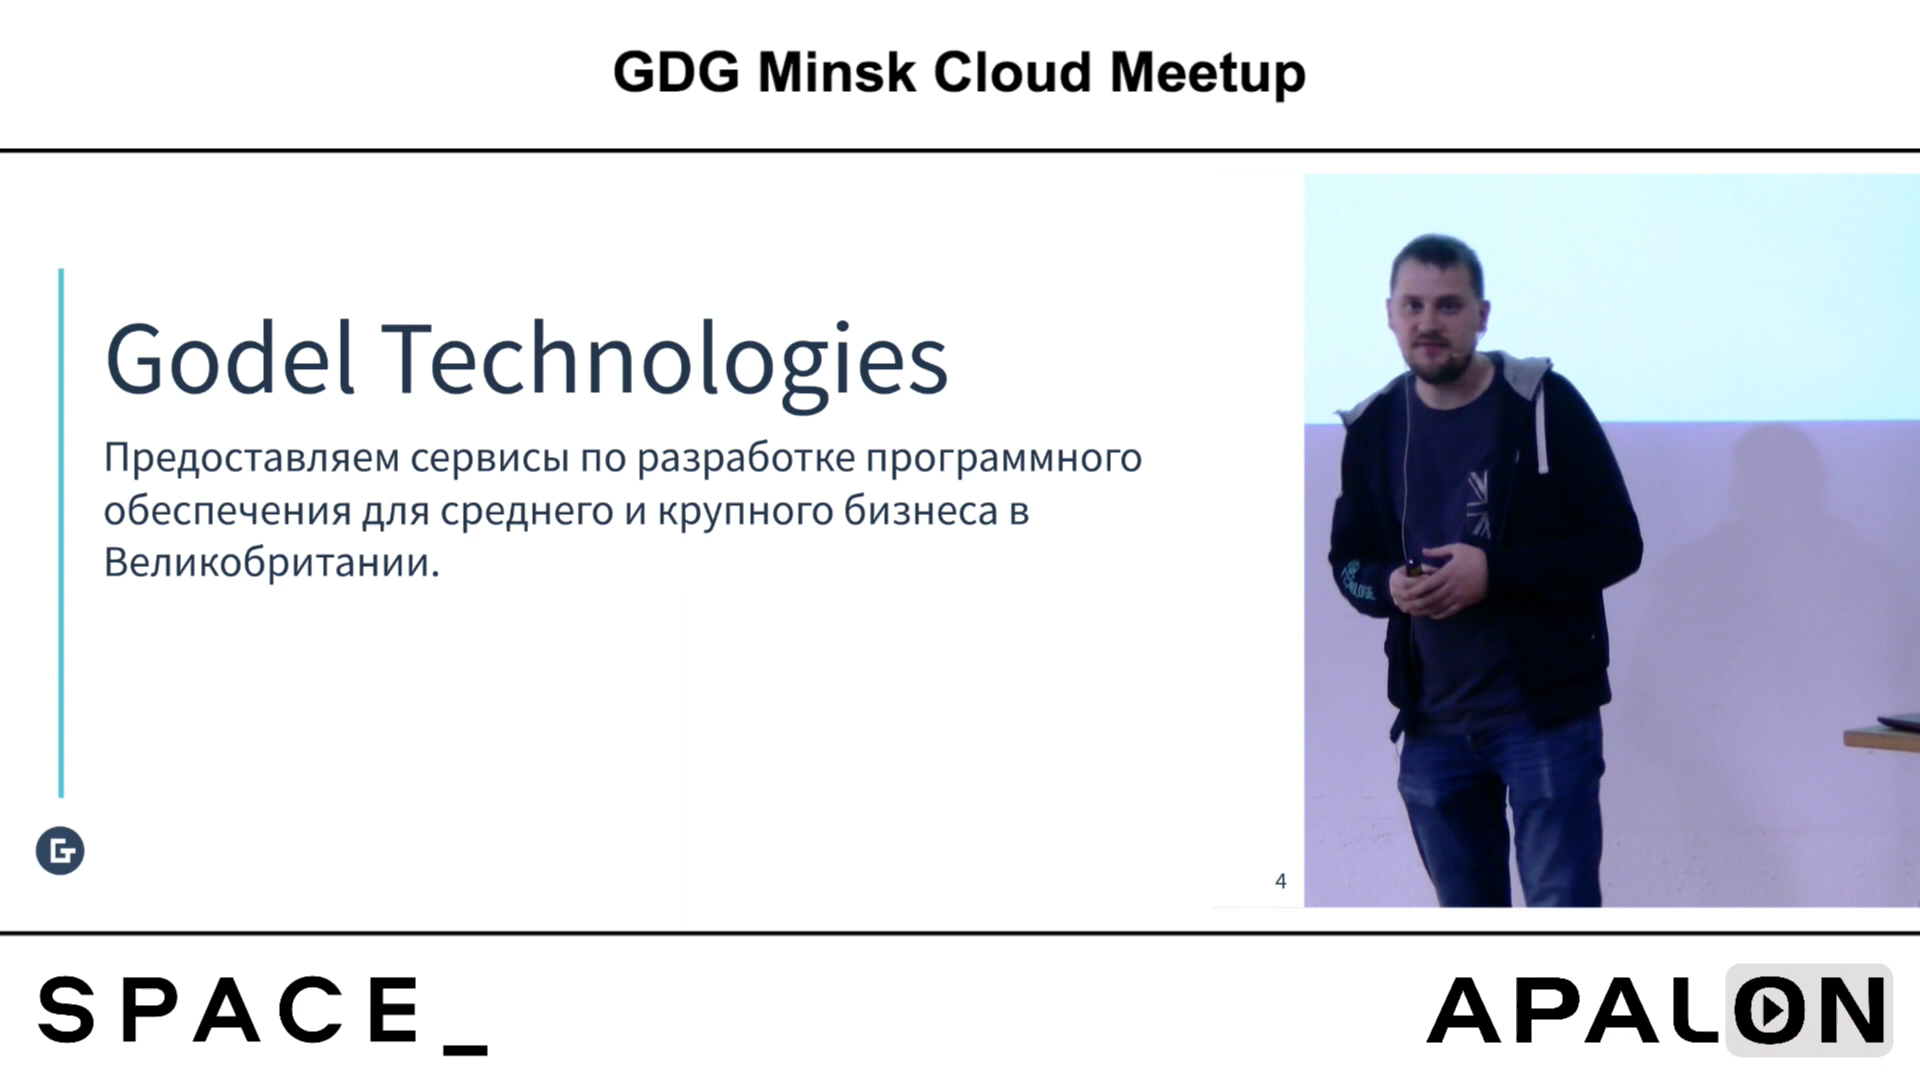 GDG Minsk Cloud Meetup
Godel Technologies
Предоставляем сервисы по разработке программного
обеспечения для среднего и крупного бизнеса в
Великобритании.
4
SPACE_
APALON